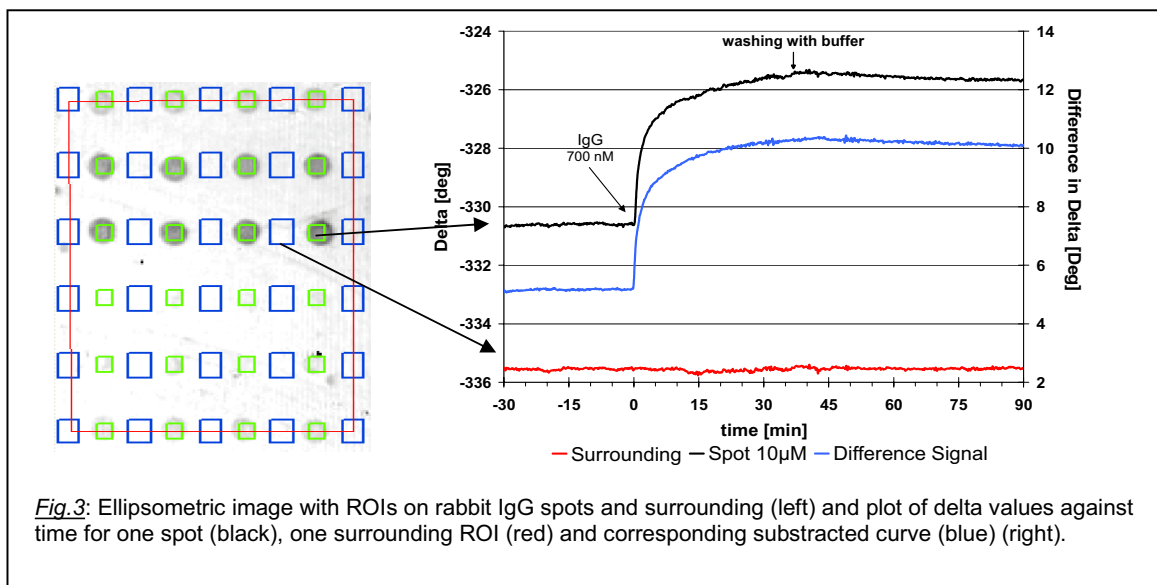 -324
-326
-328
-330
-332
-334
-336
Delta [deg]
washing with buffer
IgG
700 nM
14
12
10
8
6
4
2
Difference in Delta [Deg]
-30 -15 0 15 30 45 60 75 90
time [min]
Surrounding Spot 10µM Difference Signal
Fig.3: Ellipsometric image with ROIs on rabbit IgG spots and surrounding (left) and plot of delta values against
time for one spot (black), one surrounding ROI (red) and corresponding substracted curve (blue) (right).